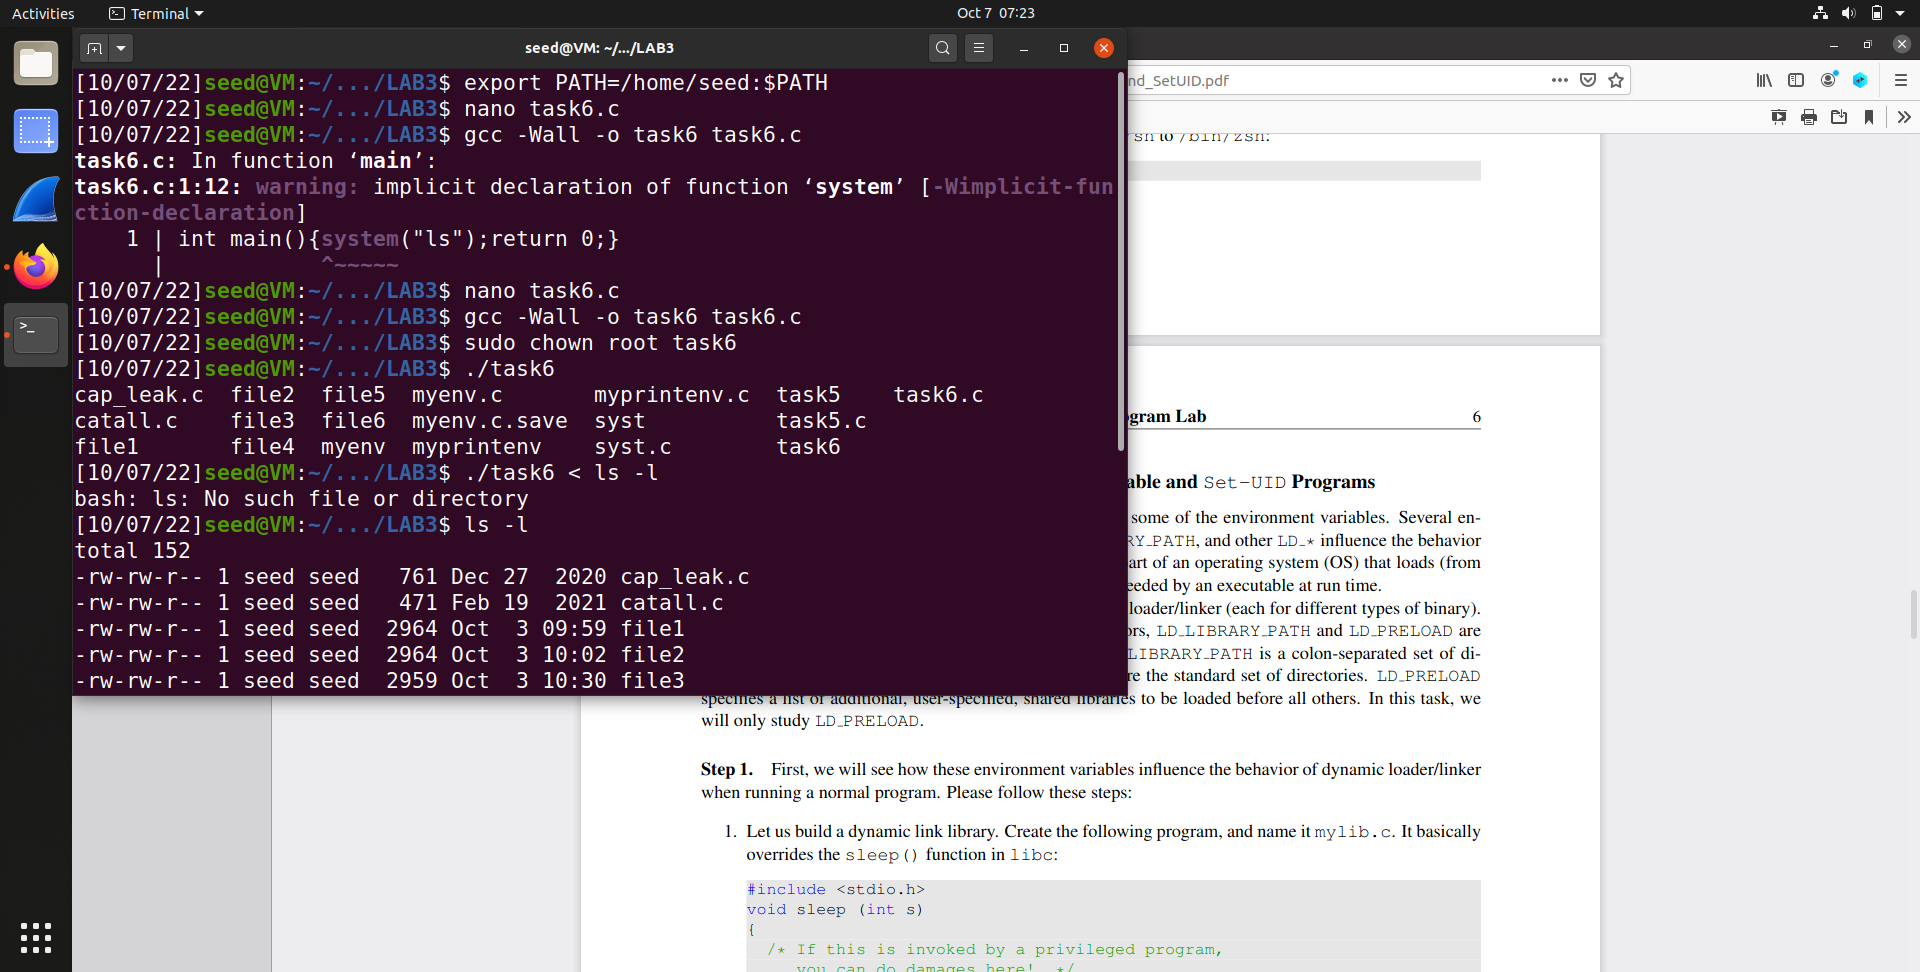 Activities
Terminal
Oct 7 07:23
seed@VM: ~/.../LAB3
[10/07/22]seed@VM:~/.../LAB3$ export PATH=/home/seed:$PATH
[10/07/22]seed@VM:~/.../LAB3$ nano task6.c
[10/07/22]seed@VM:~/.../LAB3$ gcc -Wall -o task6 task6.c
task6.c: In function ‘main’:
task6.c:1:12: warning: implicit declaration of function ‘system’ [-Wimplicit-fun
ction-declaration]
    1 | int main(){system("ls");return 0;}
      |            ^~~~~~
[10/07/22]seed@VM:~/.../LAB3$ nano task6.c
[10/07/22]seed@VM:~/.../LAB3$ gcc -Wall -o task6 task6.c
[10/07/22]seed@VM:~/.../LAB3$ sudo chown root task6
[10/07/22]seed@VM:~/.../LAB3$ ./task6
cap_leak.c  file2  file5  myenv.c       myprintenv.c  task5    task6.c
catall.c    file3  file6  myenv.c.save  syst          task5.c
file1       file4  myenv  myprintenv    syst.c        task6
[10/07/22]seed@VM:~/.../LAB3$ ./task6 < ls -l
bash: ls: No such file or directory
[10/07/22]seed@VM:~/.../LAB3$ ls -l
total 152
-rw-rw-r-- 1 seed seed   761 Dec 27  2020 cap_leak.c
-rw-rw-r-- 1 seed seed   471 Feb 19  2021 catall.c
-rw-rw-r-- 1 seed seed  2964 Oct  3 09:59 file1
-rw-rw-r-- 1 seed seed  2964 Oct  3 10:02 file2
-rw-rw-r-- 1 seed seed  2959 Oct  3 10:30 file3
nd_SetUID.pdf
sh to /bin/zsh:
gram Lab 6
able and Set-UID Programs
some of the environment variables. Several en-
RY_PATH, and other LD_* influence the behavior
art of an operating system (OS) that loads (from
eeded by an executable at run time.
loader/linker (each for different types of binary).
ors, LD_LIBRARY_PATH and LD_PRELOAD are
LIBRARY_PATH is a colon-separated set of di-
re the standard set of directories. LD_PRELOAD
specifies a list of additional, user-specified, shared libraries to be loaded before all others. In this task, we
will only study LD_PRELOAD.
Step 1. First, we will see how these environment variables influence the behavior of dynamic loader/linker
when running a normal program. Please follow these steps:
1. Let us build a dynamic link library. Create the following program, and name it mylib.c. It basically
overrides the sleep() function in libc:
#include <stdio.h>
void sleep (int s)
{
/* If this is invoked by a privileged program,
you can do damages here! */